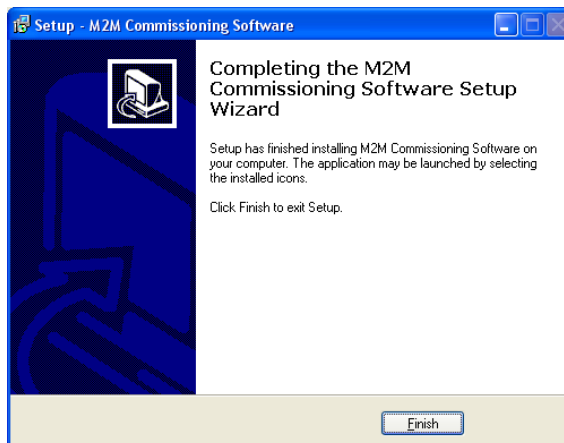 Setup - M2M Commissioning Software
Completing the M2M
Commissioning Software Setup
Wizard
Setup has finished installing M2M Commissioning Software on
your computer. The application may be launched by selecting
the installed icons.
Click Finish to exit Setup.
Finish